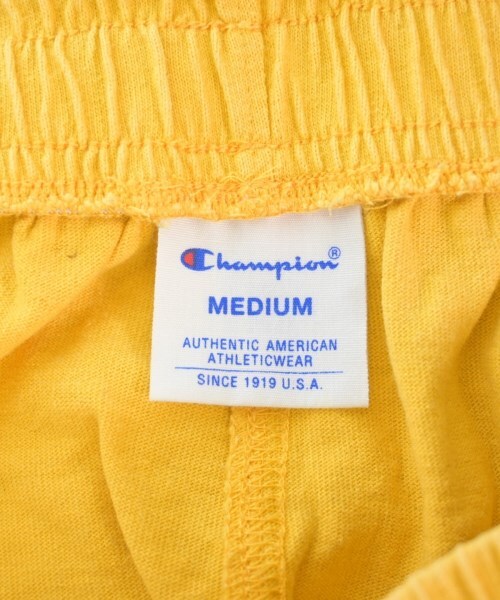 Champion®
MEDIUM
AUTHENTIC AMERICAN
ATHLETICWEAR
SINCE 1919 U.S.A.